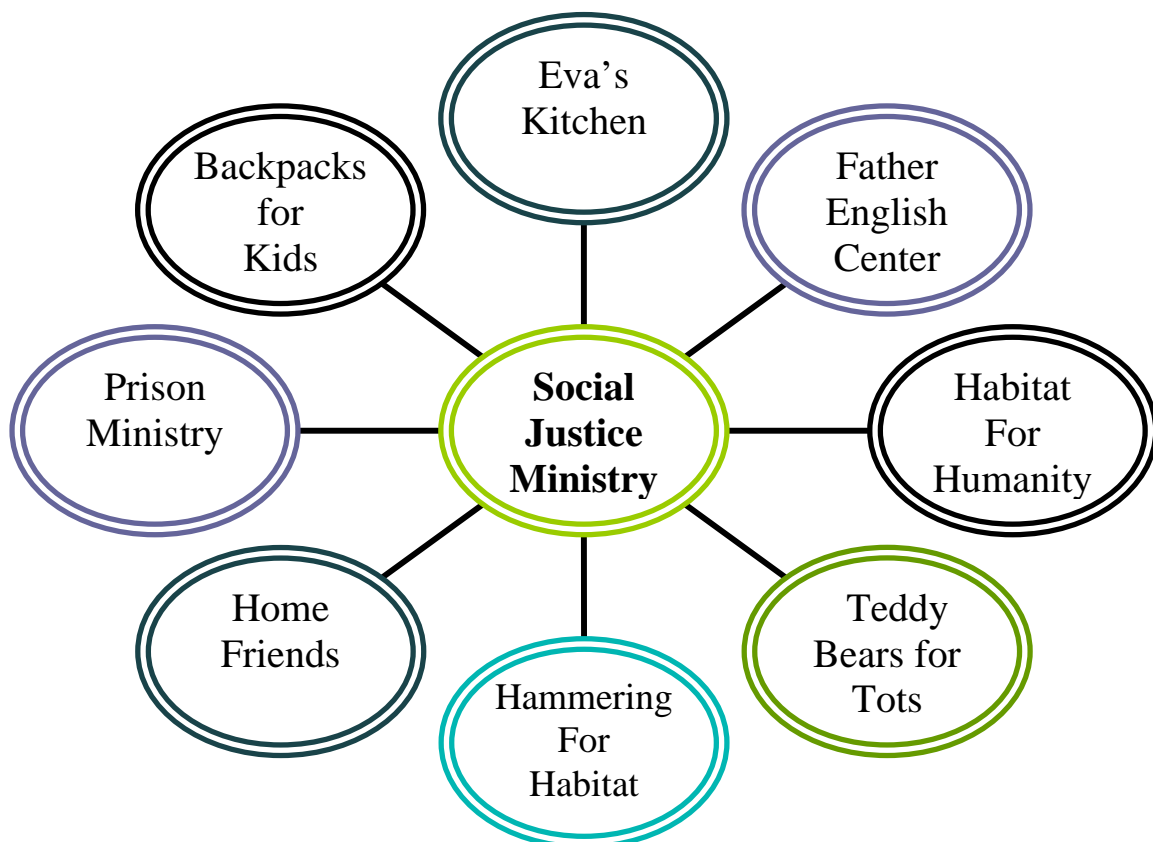 Eva’s
Kitchen
Backpacks
for
Kids
Father
English
Center
Prison
Ministry
Social
Justice
Ministry
Habitat
For
Humanity
Home
Friends
Hammering
For
Habitat
Teddy
Bears for
Tots